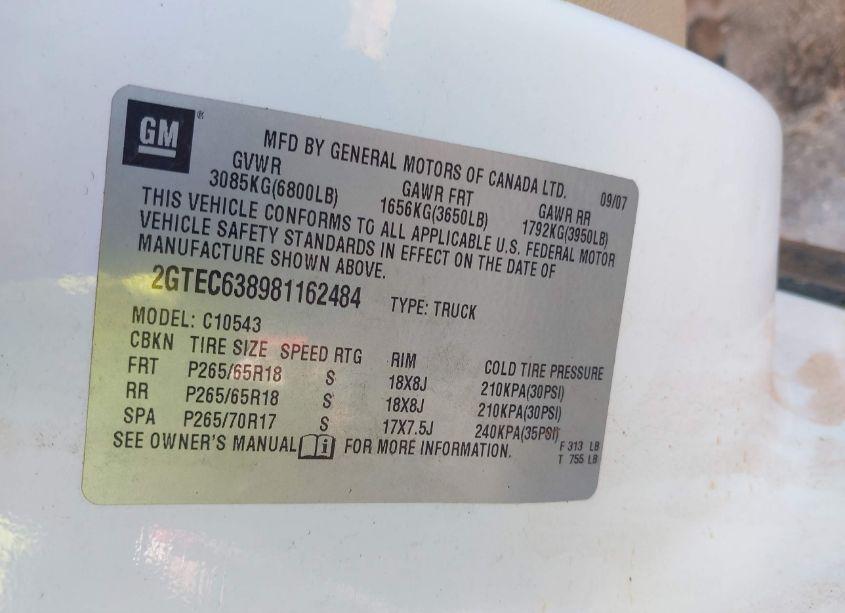 GM ®
MFD BY GENERAL MOTORS OF CANADA LTD. 09/07
GVWR GAWR FRT GAWR RR
3085KG(6800LB) 1656KG(3650LB) 1792KG(3950LB)
THIS VEHICLE CONFORMS TO ALL APPLICABLE U.S. FEDERAL MOTOR
VEHICLE SAFETY STANDARDS IN EFFECT ON THE DATE OF
MANUFACTURE SHOWN ABOVE.
2GTEC638981162484 TYPE: TRUCK
MODEL: C10543
CBKN TIRE SIZE SPEED RTG RIM COLD TIRE PRESSURE
FRT P265/65R18 S 18X8J 210KPA(30PSI)
RR P265/65R18 S 18X8J 210KPA(30PSI)
SPA P265/70R17 S 17X7.5J 240KPA(35PSI)
SEE OWNER'S MANUAL i FOR MORE INFORMATION. F 313 LB
T 755 LB